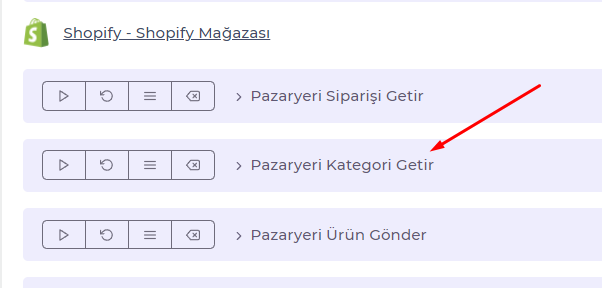 Shopify - Shopify Mağazası
Pazaryeri Siparişi Getir
Pazaryeri Kategori Getir
Pazaryeri Ürün Gönder